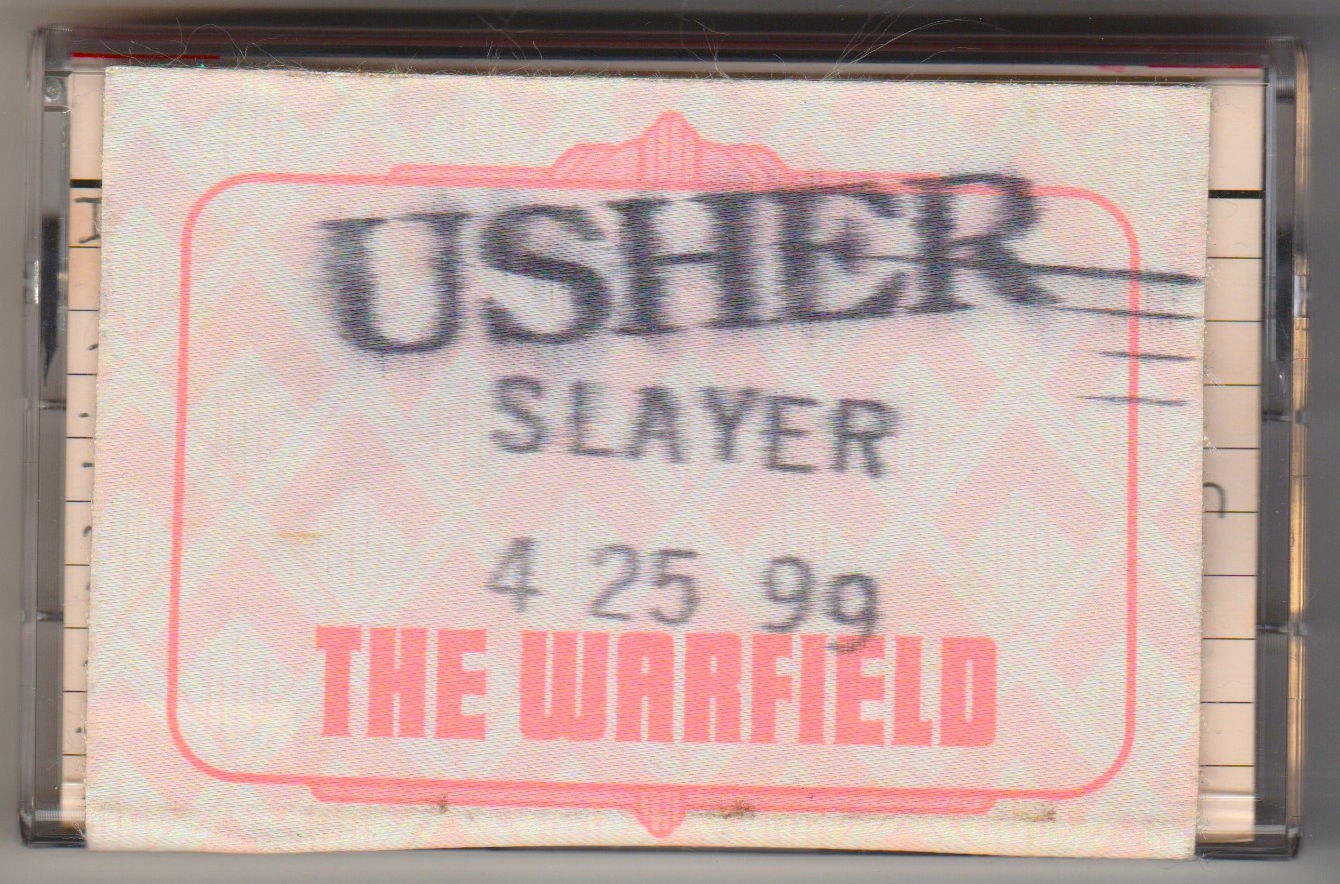 USHER
SLAYER
4 25 99
THE WARFIELD